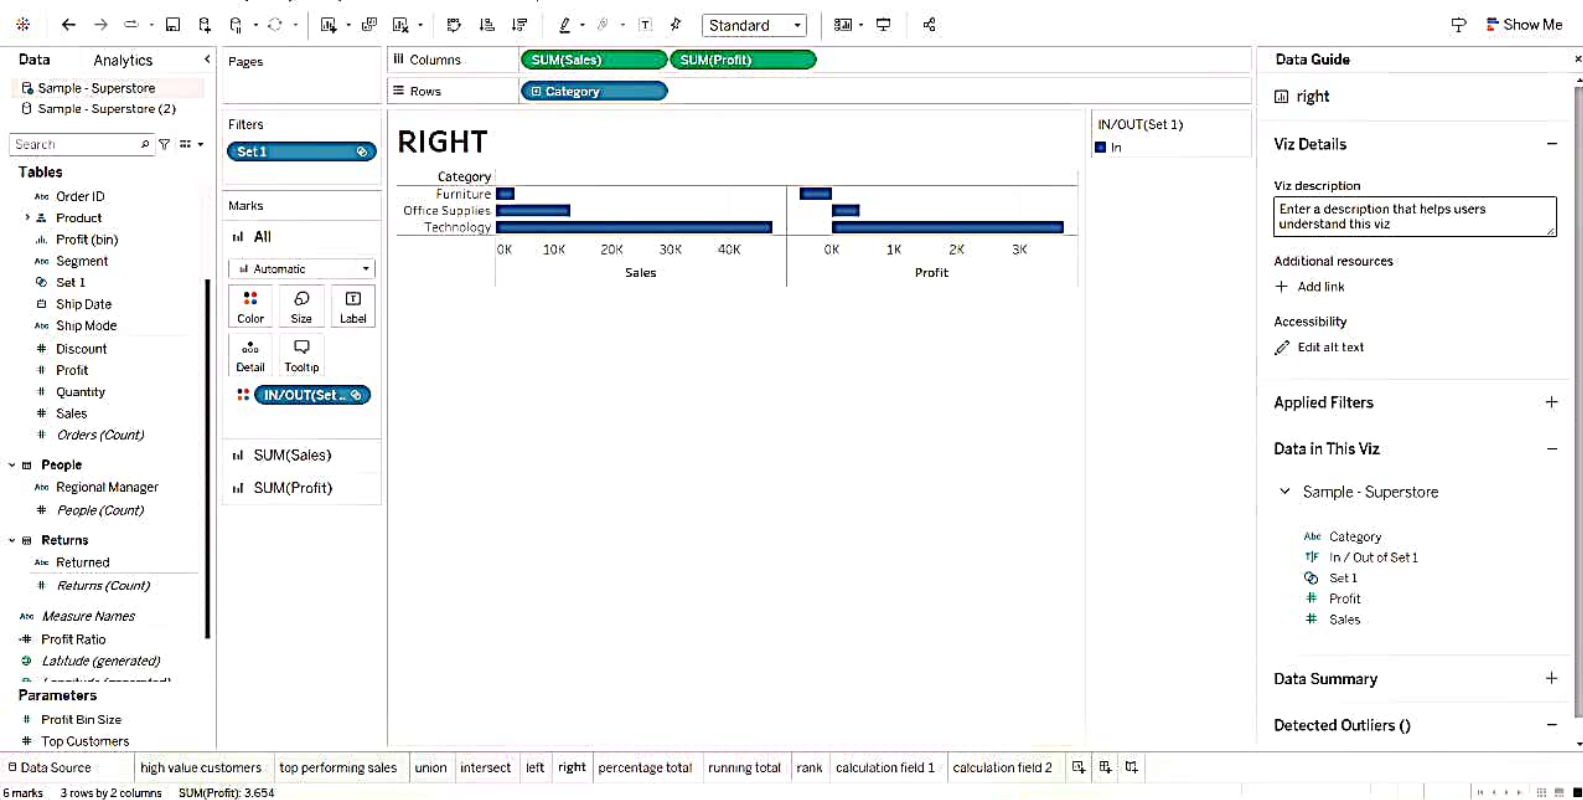 Standard
Show Me
Data
Analytics
Sample - Superstore
Sample - Superstore (2)
Search
Tables
Abc Order ID
Product
Profit (bin)
Abc Segment
Set 1
Ship Date
Abc Ship Mode
# Discount
# Profit
# Quantity
# Sales
# Orders (Count)
People
Abc Regional Manager
# People (Count)
Returns
Abc Returned
# Returns (Count)
Abc Measure Names
Profit Ratio
Latitude (generated)
Parameters
# Profit Bin Size
# Top Customers
Pages
Filters
Set 1
Marks
All
Automatic
Color
Size
Label
Detail
Tooltip
IN/OUT(Set ..
SUM(Sales)
SUM(Profit)
Columns
SUM(Sales)
SUM(Profit)
Rows
Category
RIGHT
Category
Furniture
Office Supplies
Technology
0K 10K 20K 30K 40K
0K 1K 2K 3K
Sales
Profit
IN/OUT(Set 1)
In
Data Guide
right
Viz Details
Viz description
Enter a description that helps users
understand this viz
Additional resources
+ Add link
Accessibility
Edit alt text
Applied Filters
Data in This Viz
Sample - Superstore
Abc Category
T|F In / Out of Set 1
Set 1
# Profit
# Sales
Data Summary
Detected Outliers ()
Data Source
high value customers
top performing sales
union
intersect
left
right
percentage total
running total
rank
calculation field 1
calculation field 2
6 marks
3 rows by 2 columns
SUM(Profit): 3,654